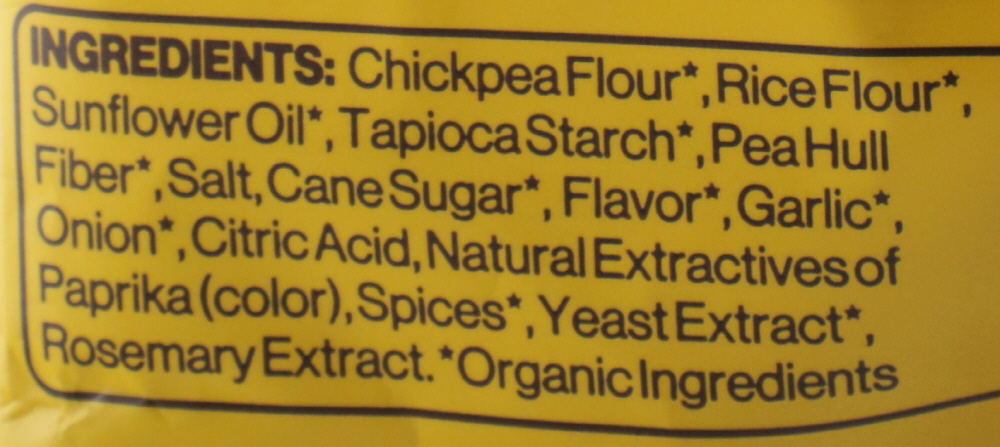 INGREDIENTS: Chickpea Flour*, Rice Flour*,
Sunflower Oil*, Tapioca Starch*, Pea Hull
Fiber*, Salt, Cane Sugar*, Flavor*, Garlic*,
Onion*, Citric Acid, Natural Extractives of
Paprika (color), Spices*, Yeast Extract*,
Rosemary Extract. *Organic Ingredients